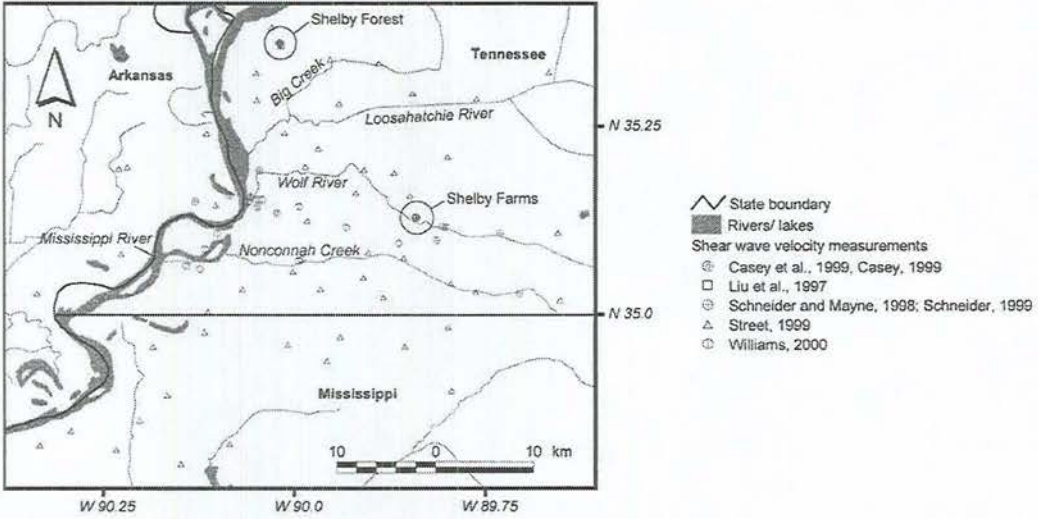 Shelby Forest
Tennessee
Arkansas
N
Big Creek
Loosahatchie River
N 35.25
Wolf River
Shelby Farms
Mississippi River
Nonconnah Creek
N 35.0
Mississippi
10 0 10 km
W 90.25 W 90.0 W 89.75
State boundary
Rivers/ lakes
Shear wave velocity measurements
Casey et al., 1999, Casey, 1999
Liu et al., 1997
Schneider and Mayne, 1998; Schneider, 1999
Street, 1999
Williams, 2000